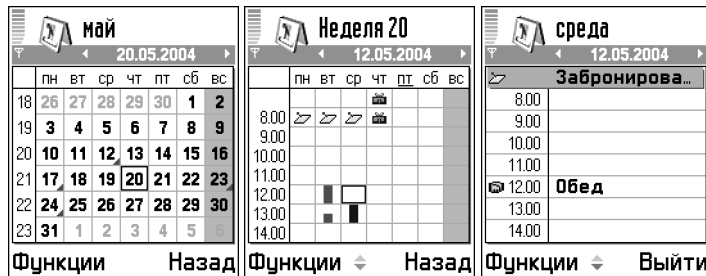 май
20.05.2004
пн вт ср чт пт сб вс
18 26 27 28 29 30 1 2
19 3 4 5 6 7 8 9
20 10 11 12 13 14 15 16
21 17 18 19 20 21 22 23
22 24 25 26 27 28 29 30
23 31 1 2 3 4 5 6
Функции Назад
Неделя 20
12.05.2004
пн вт ср чт пт сб вс
8.00
9.00
10.00
11.00
12.00
13.00
14.00
Функции Назад
среда
12.05.2004
Забронирова...
8.00
9.00
10.00
11.00
12.00 Обед
13.00
14.00
Функции Выйти